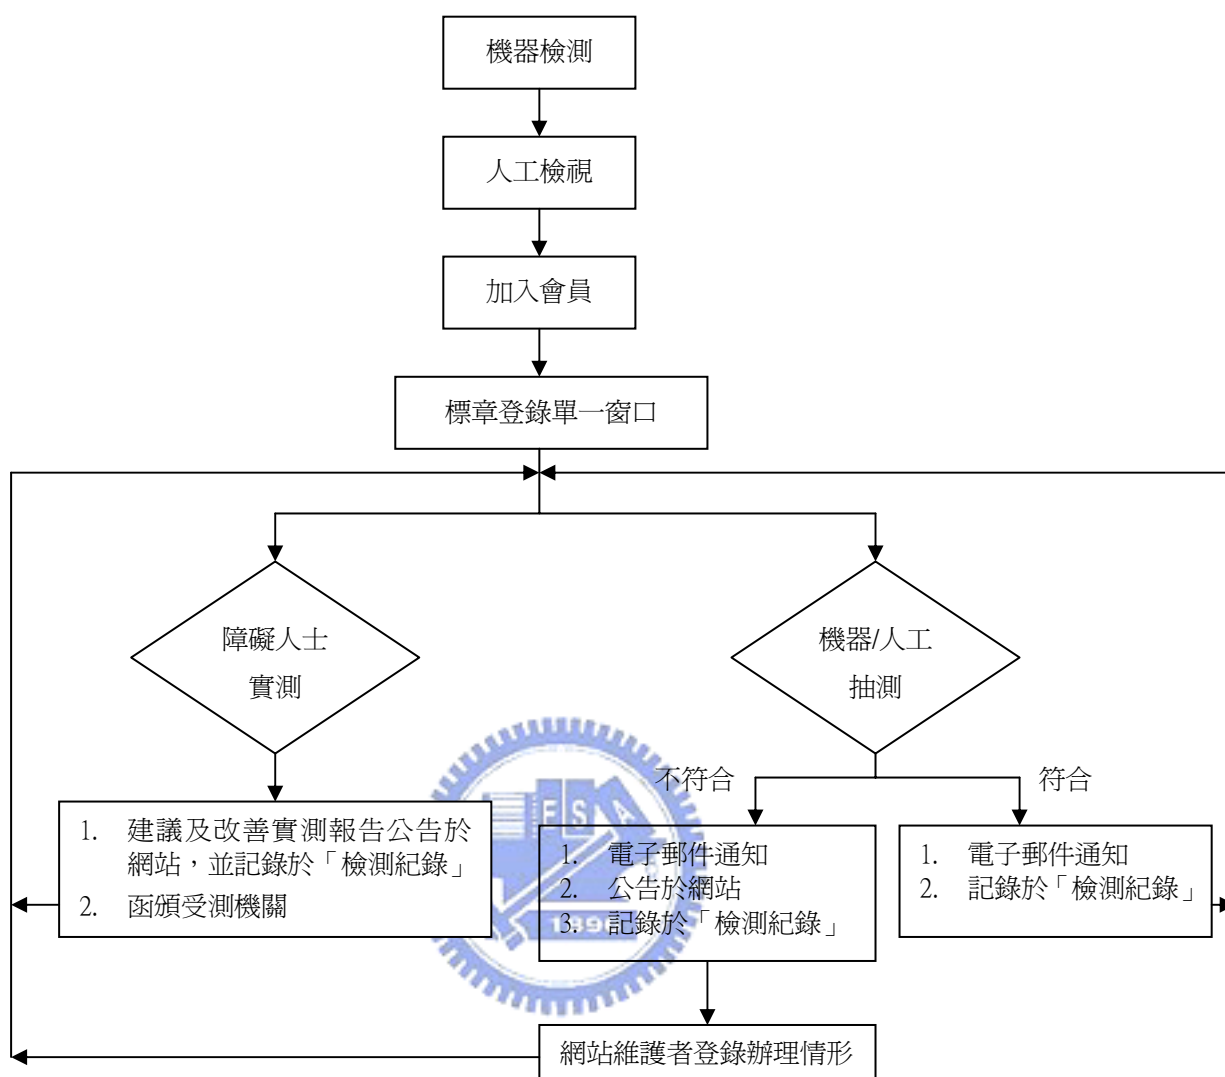 機器檢測
人工檢視
加入會員
標章登錄單一窗口
障礙人士
實測
機器/人工
抽測
不符合
符合
1. 建議及改善實測報告公告於
網站，並記錄於「檢測紀錄」
2. 函頒受測機關
1. 電子郵件通知
2. 公告於網站
3. 記錄於「檢測紀錄」
1. 電子郵件通知
2. 記錄於「檢測紀錄」
網站維護者登錄辦理情形
ESA
1896